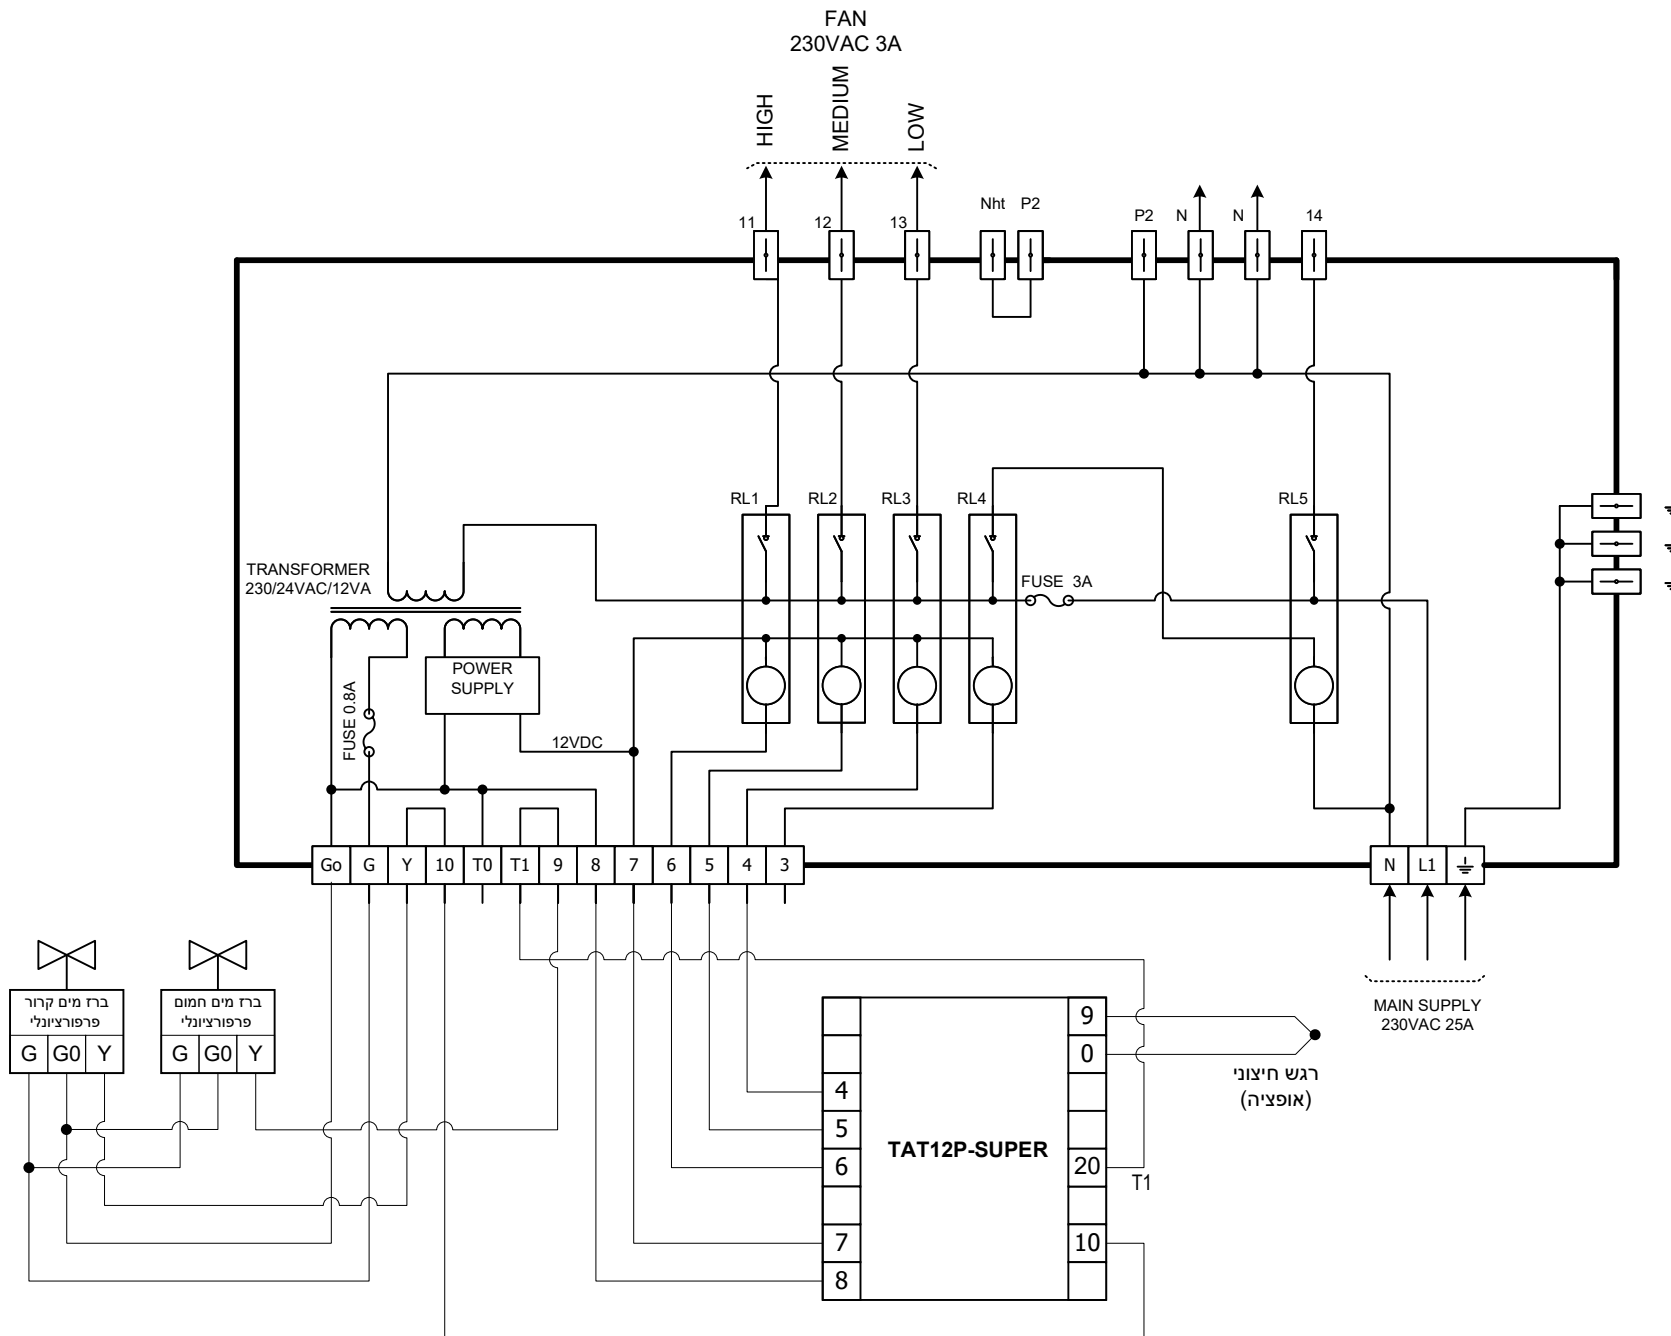 FAN
230VAC 3A
HIGH
MEDIUM
LOW
11
12
13
Nht
P2
P2
N
N
14
RL1
RL2
RL3
RL4
RL5
TRANSFORMER
230/24VAC/12VA
FUSE 3A
POWER
SUPPLY
FUSE 0.8A
12VDC
Go
G
Y
10
T0
T1
9
8
7
6
5
4
3
N
L1
MAIN SUPPLY
230VAC 25A
ברז מים קרור
פרפורציונלי
G
G0
Y
ברז מים חמום
פרפורציונלי
G
G0
Y
4
5
6
7
8
TAT12P-SUPER
9
0
20
10
T1
רגש חיצוני
(אופציה)